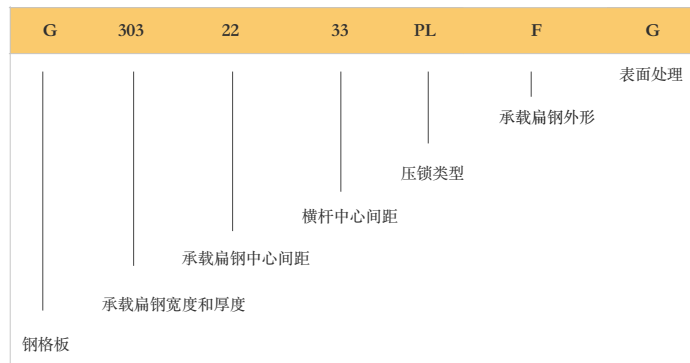 G 303 22 33 PL F G
表面处理
承载扁钢外形
压锁类型
横杆中心间距
承载扁钢中心间距
承载扁钢宽度和厚度
钢格板